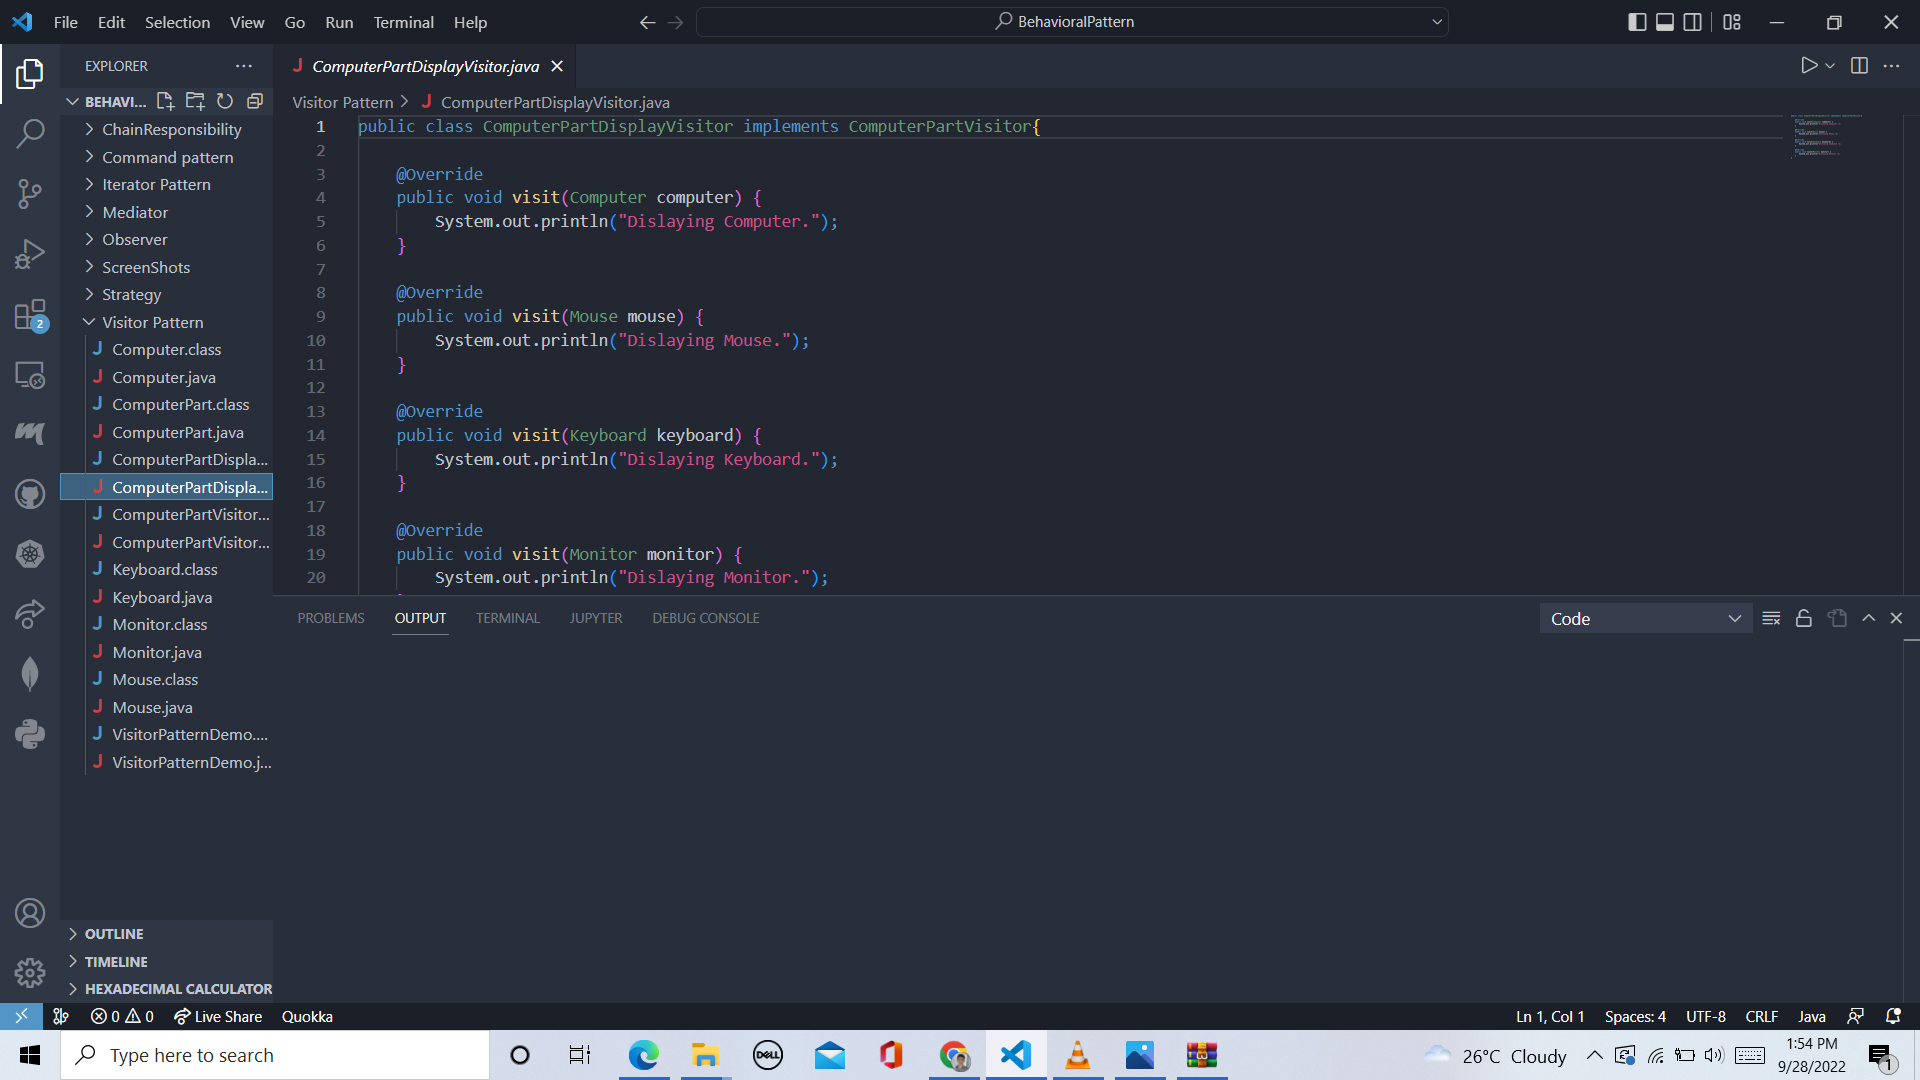 File Edit Selection View Go Run Terminal Help
BehavioralPattern
EXPLORER
BEHAVI...
ChainResponsibility
Command pattern
Iterator Pattern
Mediator
Observer
ScreenShots
Strategy
Visitor Pattern
Computer.class
Computer.java
ComputerPart.class
ComputerPart.java
ComputerPartDispla...
ComputerPartDispla...
ComputerPartVisitor...
ComputerPartVisitor...
Keyboard.class
Keyboard.java
Monitor.class
Monitor.java
Mouse.class
Mouse.java
VisitorPatternDemo....
VisitorPatternDemo.j...
OUTLINE
TIMELINE
HEXADECIMAL CALCULATOR
2
ComputerPartDisplayVisitor.java
Visitor Pattern > ComputerPartDisplayVisitor.java
1 public class ComputerPartDisplayVisitor implements ComputerPartVisitor{
2
3 @Override
4 public void visit(Computer computer) {
5 System.out.println("Dislaying Computer.");
6 }
7
8 @Override
9 public void visit(Mouse mouse) {
10 System.out.println("Dislaying Mouse.");
11 }
12
13 @Override
14 public void visit(Keyboard keyboard) {
15 System.out.println("Dislaying Keyboard.");
16 }
17
18 @Override
19 public void visit(Monitor monitor) {
20 System.out.println("Dislaying Monitor.");
PROBLEMS OUTPUT TERMINAL JUPYTER DEBUG CONSOLE
Code
0 0 Live Share Quokka
Ln 1, Col 1 Spaces: 4 UTF-8 CRLF Java
Type here to search
DELL
26°C Cloudy
1:54 PM
9/28/2022
1